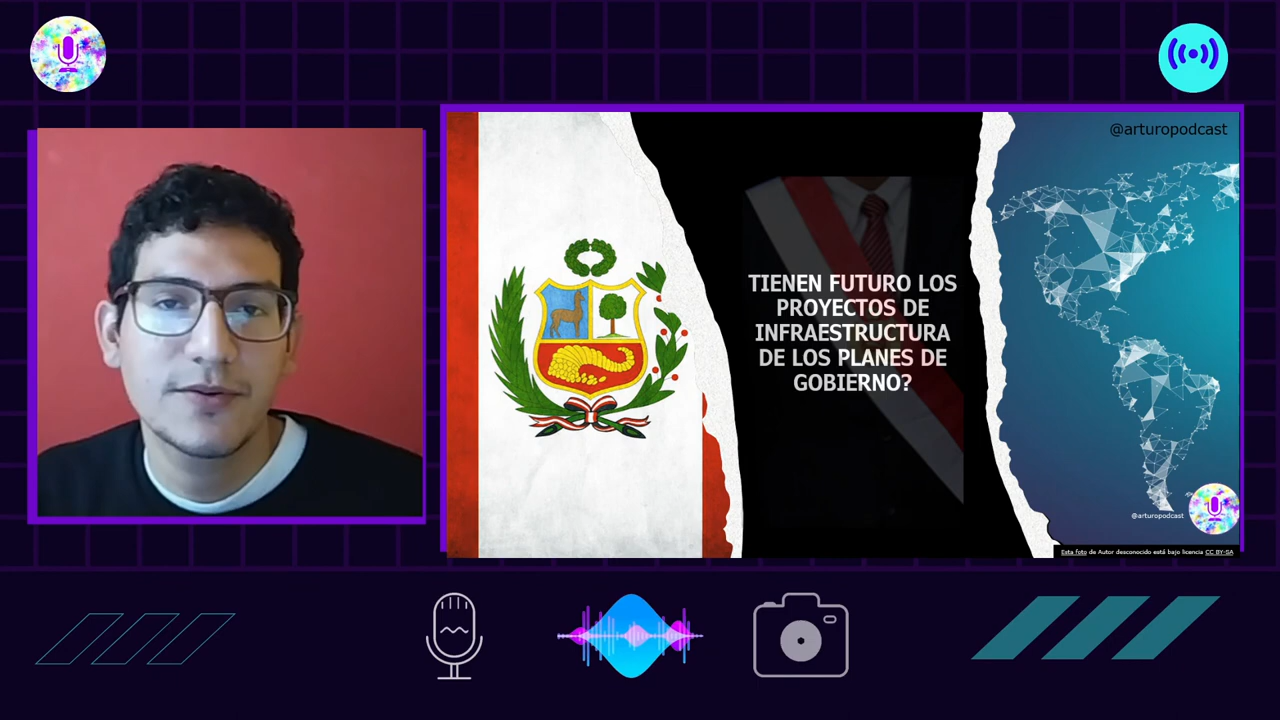 @arturopodcast
TIENEN FUTURO LOS
PROYECTOS DE
INFRAESTRUCTURA
DE LOS PLANES DE
GOBIERNO?
@arturopodcast
Esta foto de Autor desconocido está bajo licencia CC BY-SA